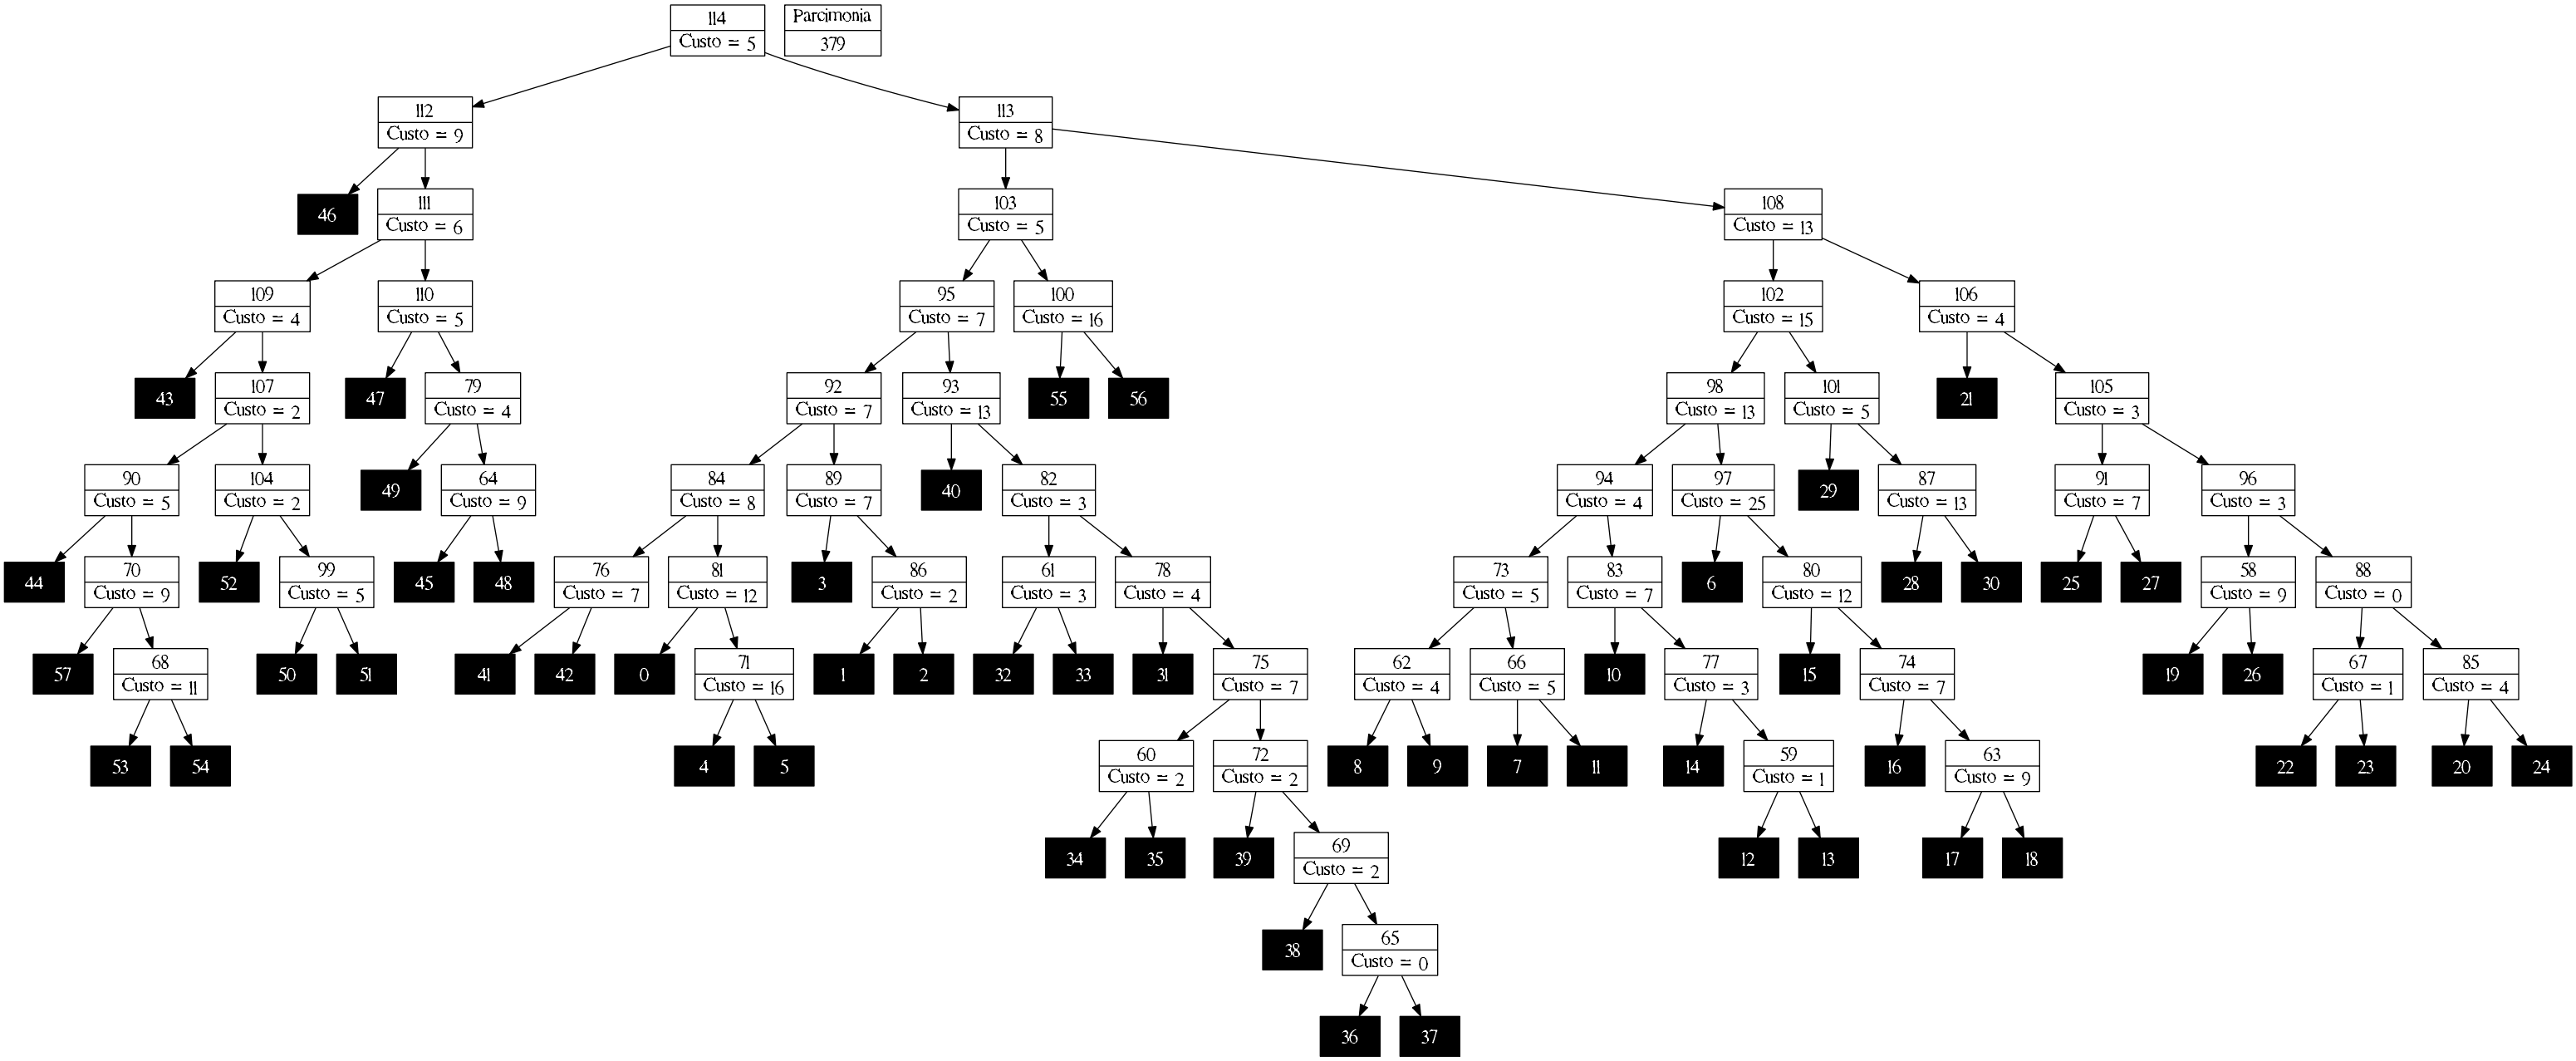 114
Custo = 5
Parcimonia
379
112
Custo = 9
113
Custo = 8
46
111
Custo = 6
103
Custo = 5
108
Custo = 13
109
Custo = 4
110
Custo = 5
95
Custo = 7
100
Custo = 16
102
Custo = 15
106
Custo = 4
43
107
Custo = 2
47
79
Custo = 4
92
Custo = 7
93
Custo = 13
55
56
98
Custo = 13
101
Custo = 5
21
105
Custo = 3
90
Custo = 5
104
Custo = 2
49
64
Custo = 9
84
Custo = 8
89
Custo = 7
40
82
Custo = 3
94
Custo = 4
97
Custo = 25
29
87
Custo = 13
91
Custo = 7
96
Custo = 3
44
70
Custo = 9
52
99
Custo = 5
45
48
76
Custo = 7
81
Custo = 12
3
86
Custo = 2
61
Custo = 3
78
Custo = 4
73
Custo = 5
83
Custo = 7
6
80
Custo = 12
28
30
25
27
58
Custo = 9
88
Custo = 0
57
68
Custo = 11
50
51
41
42
0
71
Custo = 16
1
2
32
33
31
75
Custo = 7
62
Custo = 4
66
Custo = 5
10
77
Custo = 3
15
74
Custo = 7
19
26
67
Custo = 1
85
Custo = 4
53
54
4
5
60
Custo = 2
72
Custo = 2
8
9
7
11
14
59
Custo = 1
16
63
Custo = 9
22
23
20
24
34
35
39
69
Custo = 2
12
13
17
18
38
65
Custo = 0
36
37